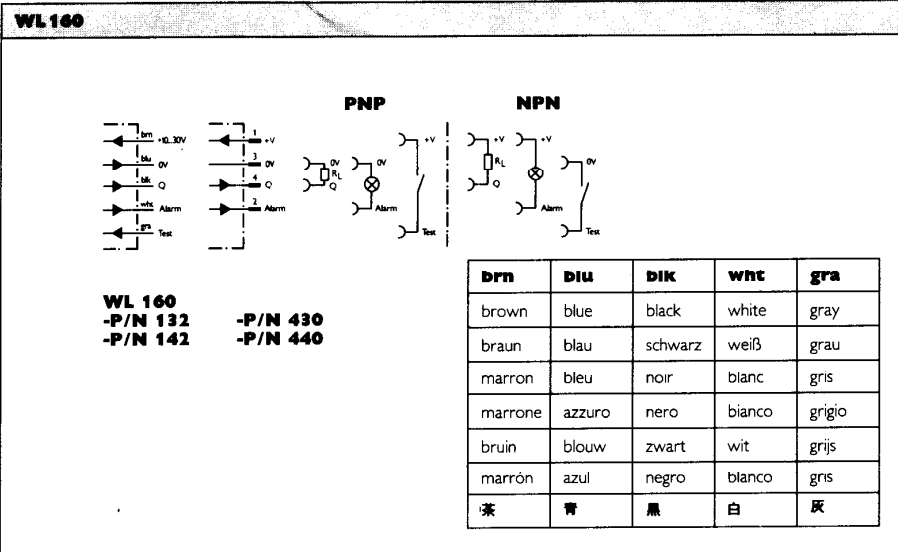 WL160
PNP NPN
brn +10...30V
blu 0V
blk Q
wht Alarm
gra Test
1 +V
3 0V
4 Q
2 Alarm
0V
RL
Q
0V
Alarm
+V
Test
+V
RL
Q
+V
Alarm
0V
Test
WL 160
-P/N 132 -P/N 430
-P/N 142 -P/N 440
brn blu blk wht gra
brown blue black white gray
braun blau schwarz weiß grau
marron bleu noir blanc gris
marrone azzuro nero bianco grigio
bruin blouw zwart wit grijs
marrón azul negro blanco gris
茶 青 黒 白 灰